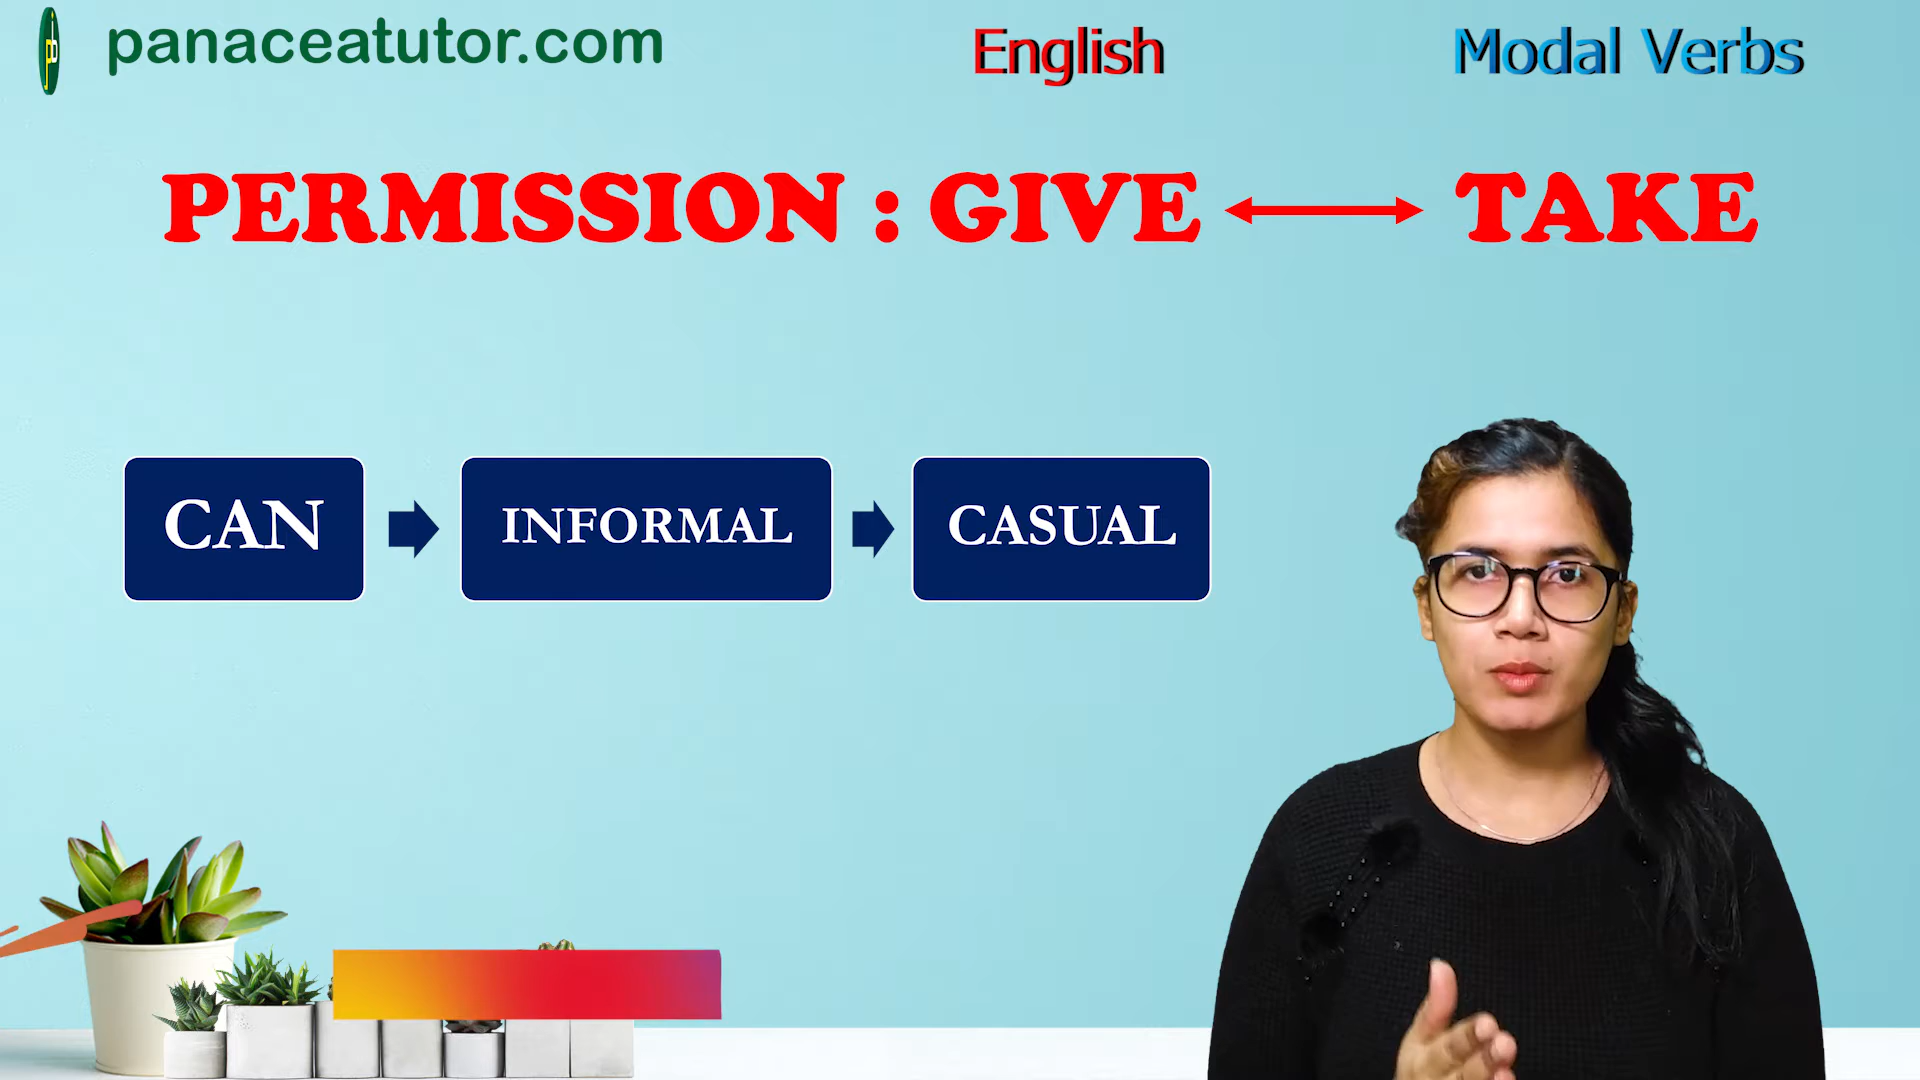 panaceatutor.com
English
Modal Verbs
PERMISSION : GIVE TAKE
CAN
INFORMAL
CASUAL